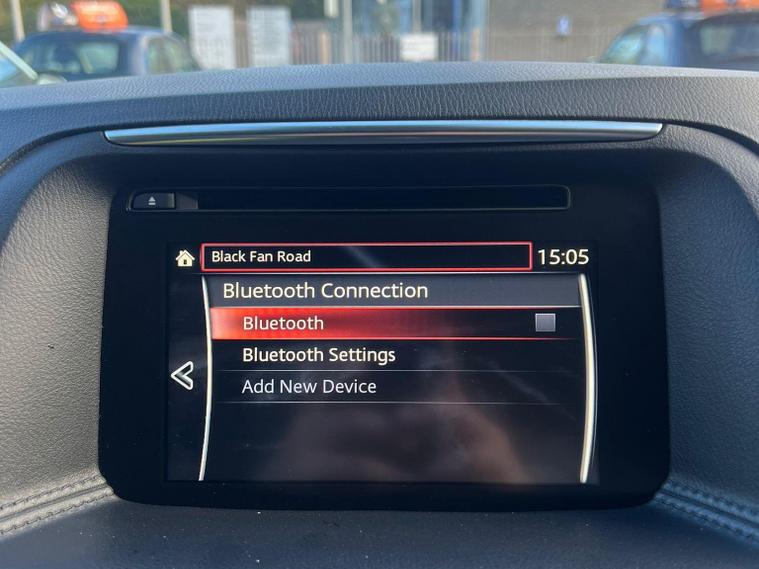 Black Fan Road
15:05
Bluetooth Connection
Bluetooth
Bluetooth Settings
Add New Device